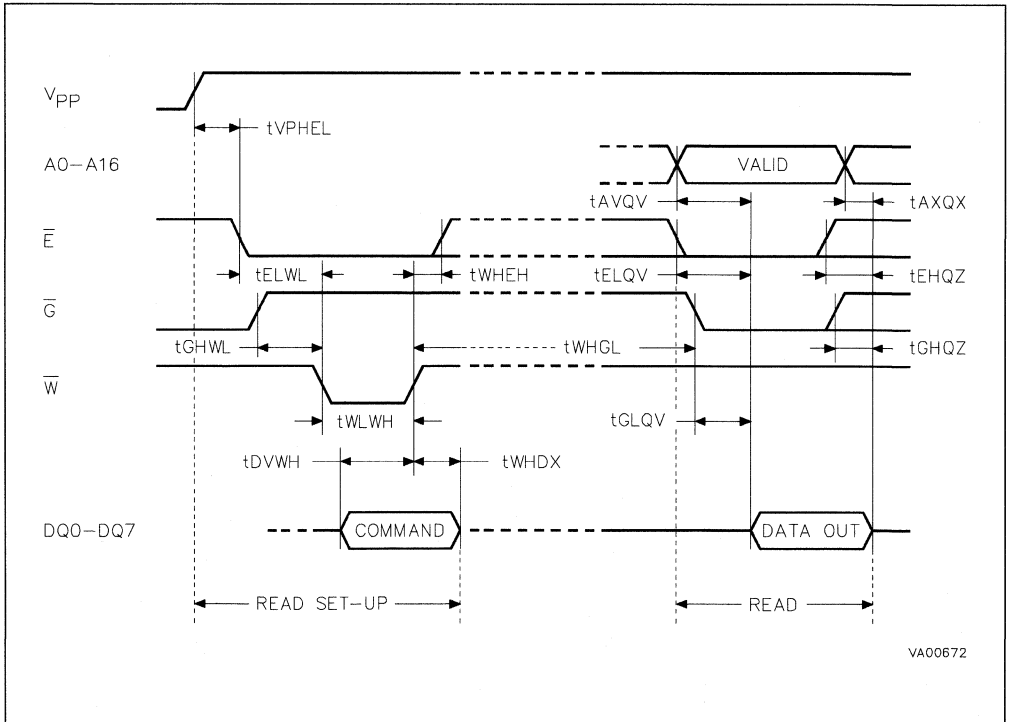 VPP
tVPHEL
A0–A16
VALID
tAVQV
tAXQX
E
tELWL
tWHEH
tELQV
tEHQZ
G
tGHWL
tWHGL
tGHQZ
W
tWLWH
tGLQV
tDVWH
tWHDX
DQ0–DQ7
COMMAND
DATA OUT
READ SET–UP
READ
VA00672